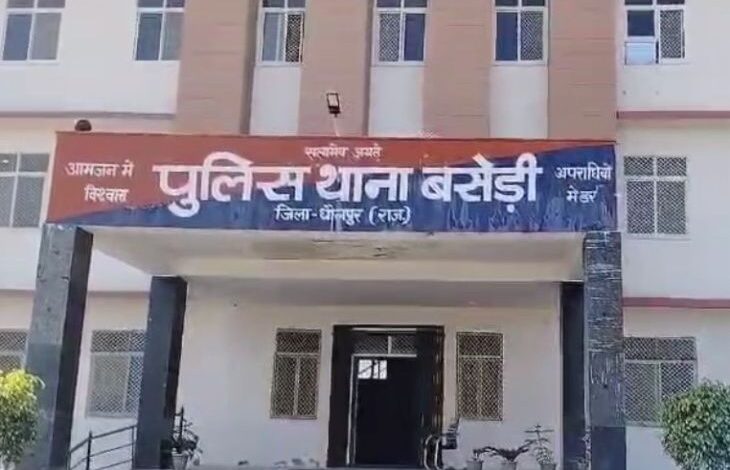 सत्यमेव जयते
आमजन में
विश्वास
पुलिस थाना बसेड़ी
अपराधियों
में डर
जिला-धौलपुर (राज.)